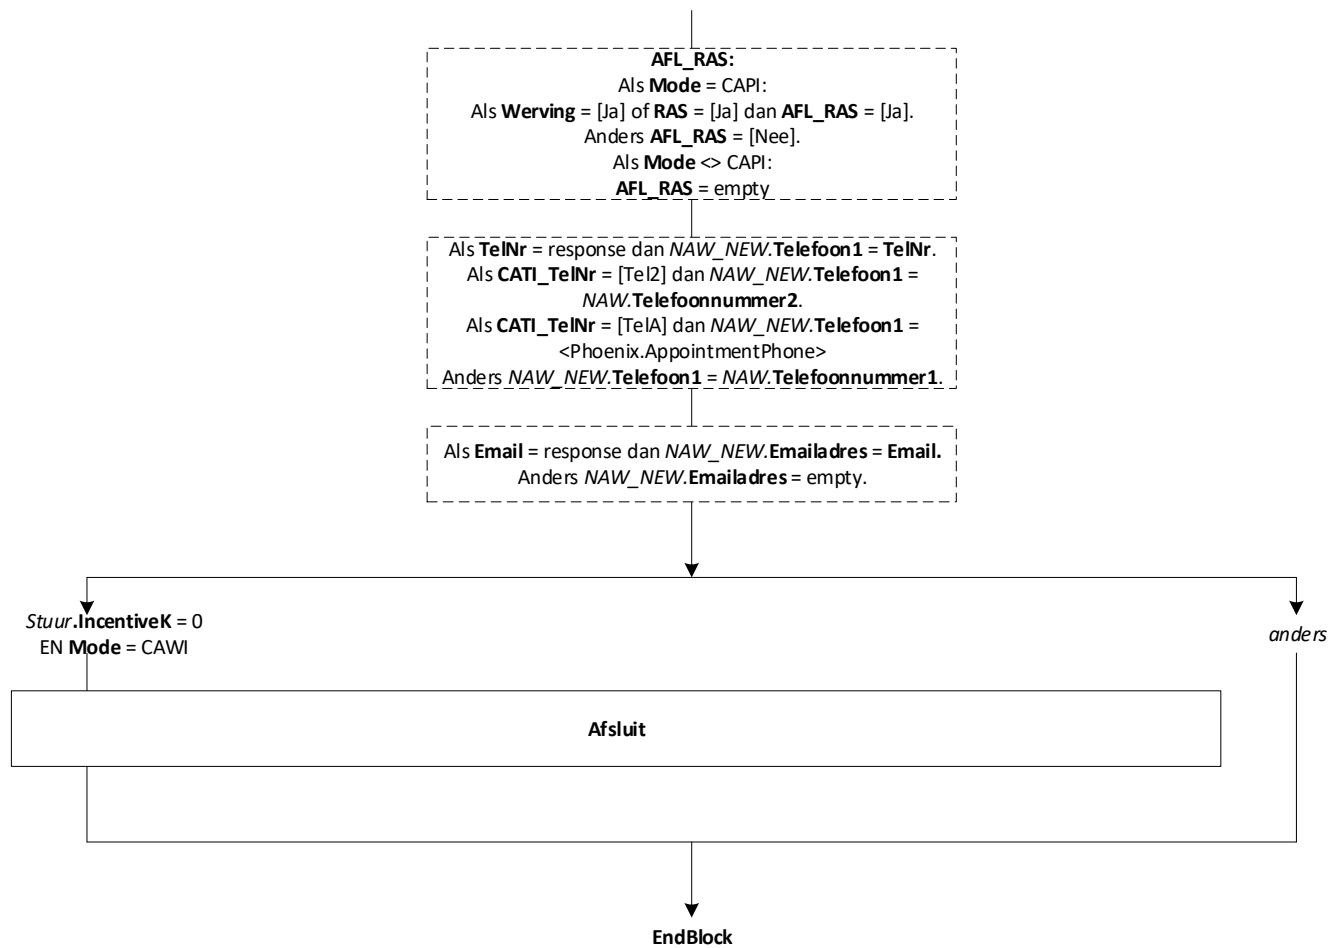 AFL_RAS:
Als Mode = CAPI:
Als Werving = [Ja] of RAS = [Ja] dan AFL_RAS = [Ja].
Anders AFL_RAS = [Nee].
Als Mode <> CAPI:
AFL_RAS = empty
Als TelNr = response dan NAW_NEW.Telefoon1 = TelNr.
Als CATI_TelNr = [Tel2] dan NAW_NEW.Telefoon1 =
NAW.Telefoonnummer2.
Als CATI_TelNr = [TelA] dan NAW_NEW.Telefoon1 =
<Phoenix.AppointmentPhone>
Anders NAW_NEW.Telefoon1 = NAW.Telefoonnummer1.
Als Email = response dan NAW_NEW.Emailadres = Email.
Anders NAW_NEW.Emailadres = empty.
Stuur.IncentiveK = 0
EN Mode = CAWI
anders
Afsluit
EndBlock